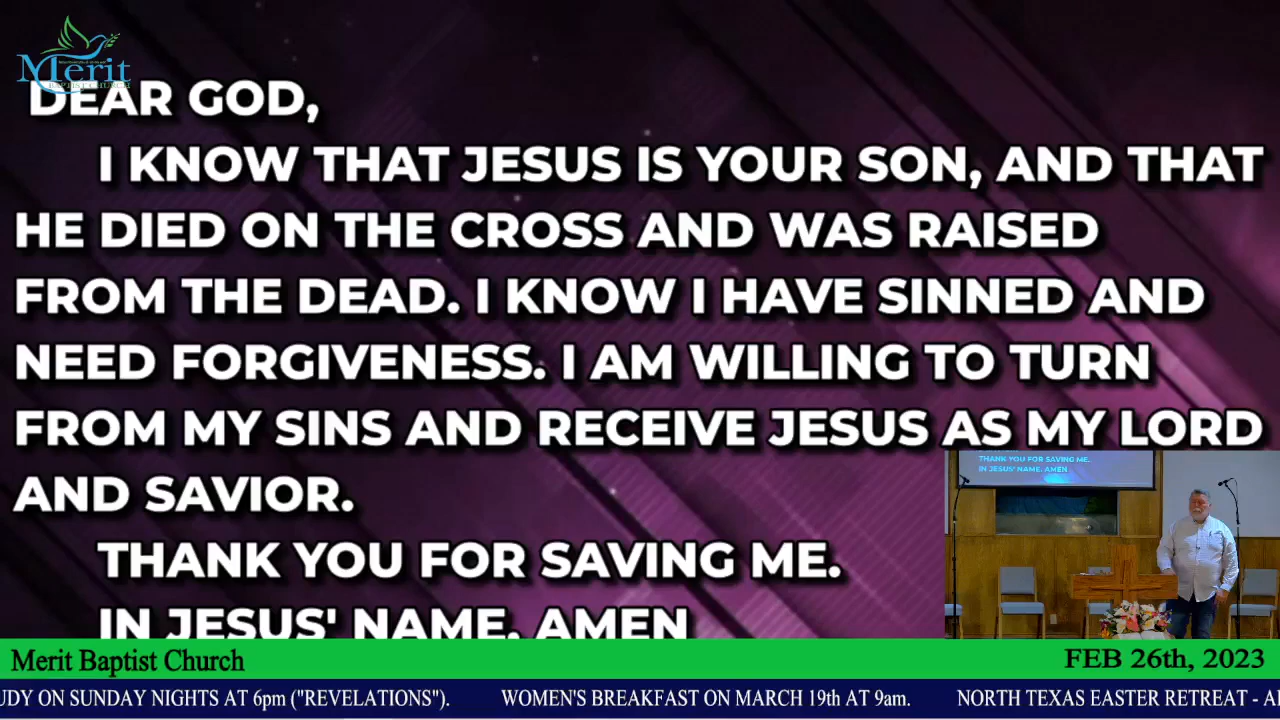 Merit
BAPTIST CHURCH
DEAR GOD,
I KNOW THAT JESUS IS YOUR SON, AND THAT
HE DIED ON THE CROSS AND WAS RAISED
FROM THE DEAD. I KNOW I HAVE SINNED AND
NEED FORGIVENESS. I AM WILLING TO TURN
FROM MY SINS AND RECEIVE JESUS AS MY LORD
AND SAVIOR.
THANK YOU FOR SAVING ME.
IN JESUS' NAME, AMEN
THANK YOU FOR SAVING ME.
IN JESUS' NAME, AMEN
Merit Baptist Church
FEB 26th, 2023
UDY ON SUNDAY NIGHTS AT 6pm ("REVELATIONS"). WOMEN'S BREAKFAST ON MARCH 19th AT 9am. NORTH TEXAS EASTER RETREAT -